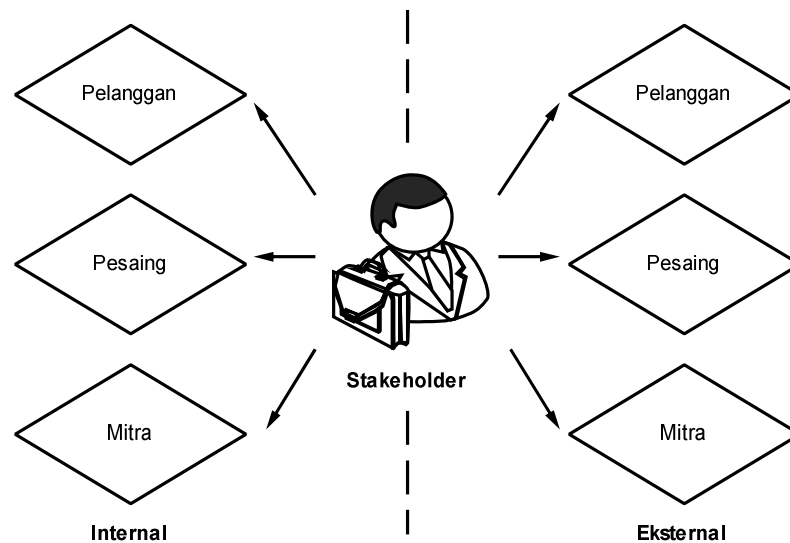 Pelanggan
Pelanggan
Pesaing
Pesaing
Stakeholder
Mitra
Mitra
Internal
Eksternal